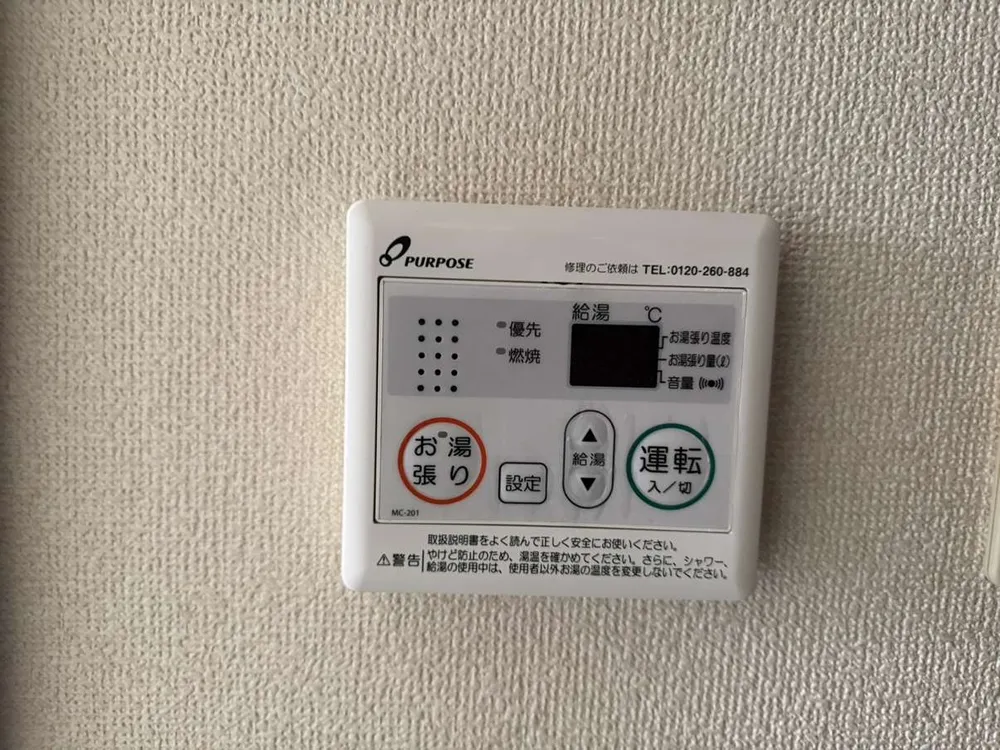 PURPOSE
修理のご依頼は TEL:0120-260-884
給湯 ℃
優先
燃焼
お湯張り温度
お湯張り量(ℓ)
音量
お湯
張り
設定
▲
給湯
▼
運転
入/切
MC-201
取扱説明書をよく読んで正しく安全にお使いください。
⚠警告
やけど防止のため、湯温を確かめてください。さらに、シャワー、
給湯の使用中は、使用者以外お湯の温度を変更しないでください。